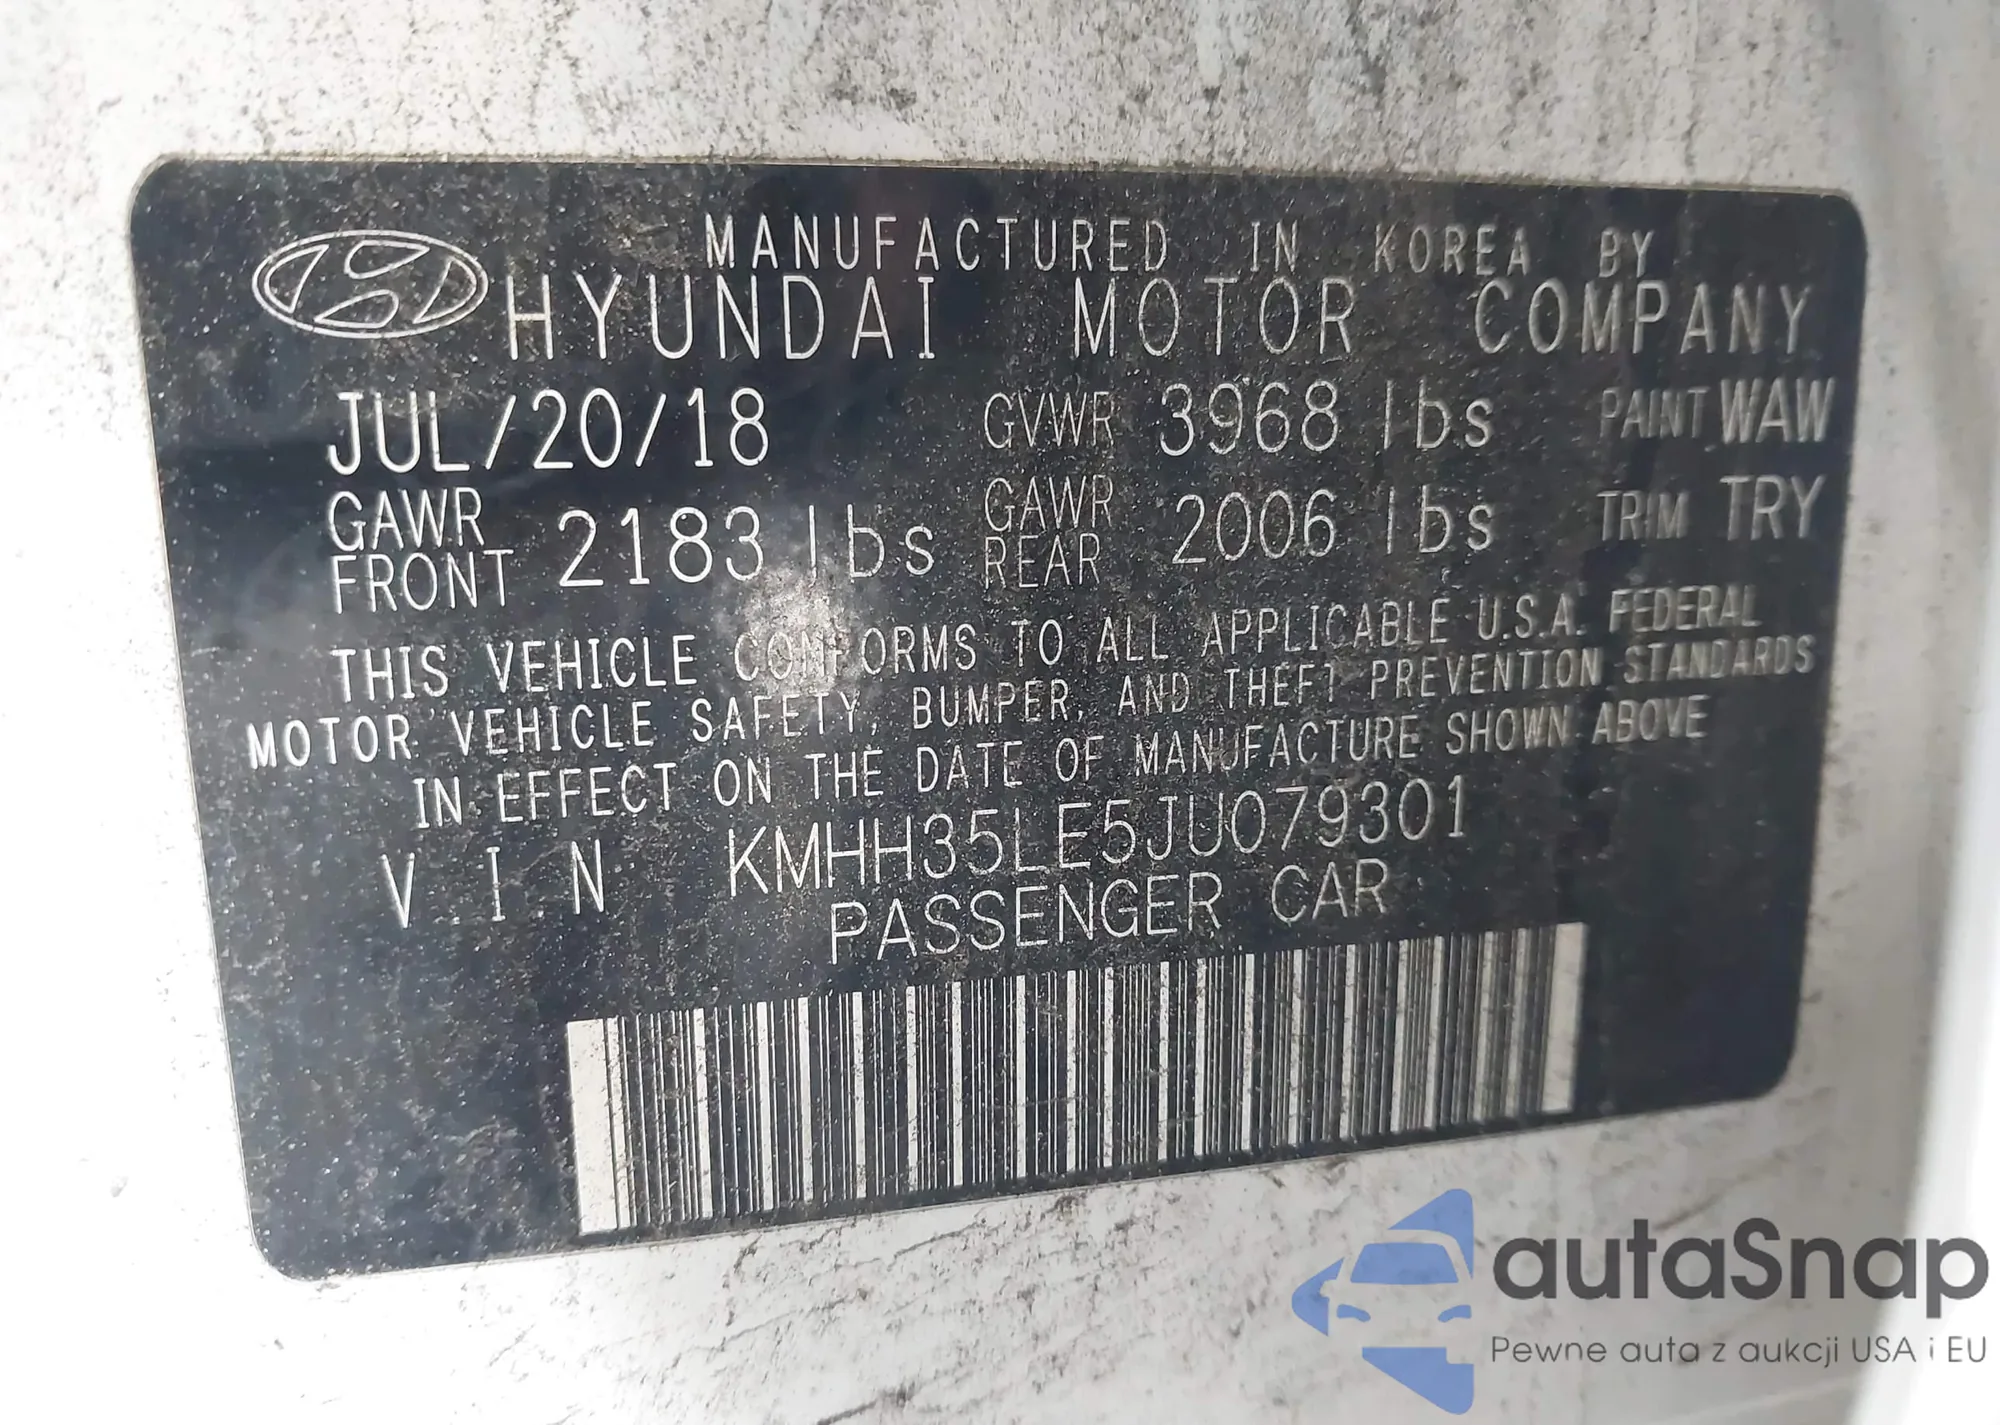 MANUFACTURED IN KOREA BY
HYUNDAI MOTOR COMPANY
JUL/20/18 GVWR 3968 lbs PAINT WAW
GAWR FRONT 2183 lbs GAWR REAR 2006 lbs TRIM TRY
THIS VEHICLE CONFORMS TO ALL APPLICABLE U.S.A. FEDERAL
MOTOR VEHICLE SAFETY, BUMPER, AND THEFT PREVENTION STANDARDS
IN EFFECT ON THE DATE OF MANUFACTURE SHOWN ABOVE
V.I.N KMHH35LE5JU079301
PASSENGER CAR
autaSnap
Pewne auta z aukcji USA i EU